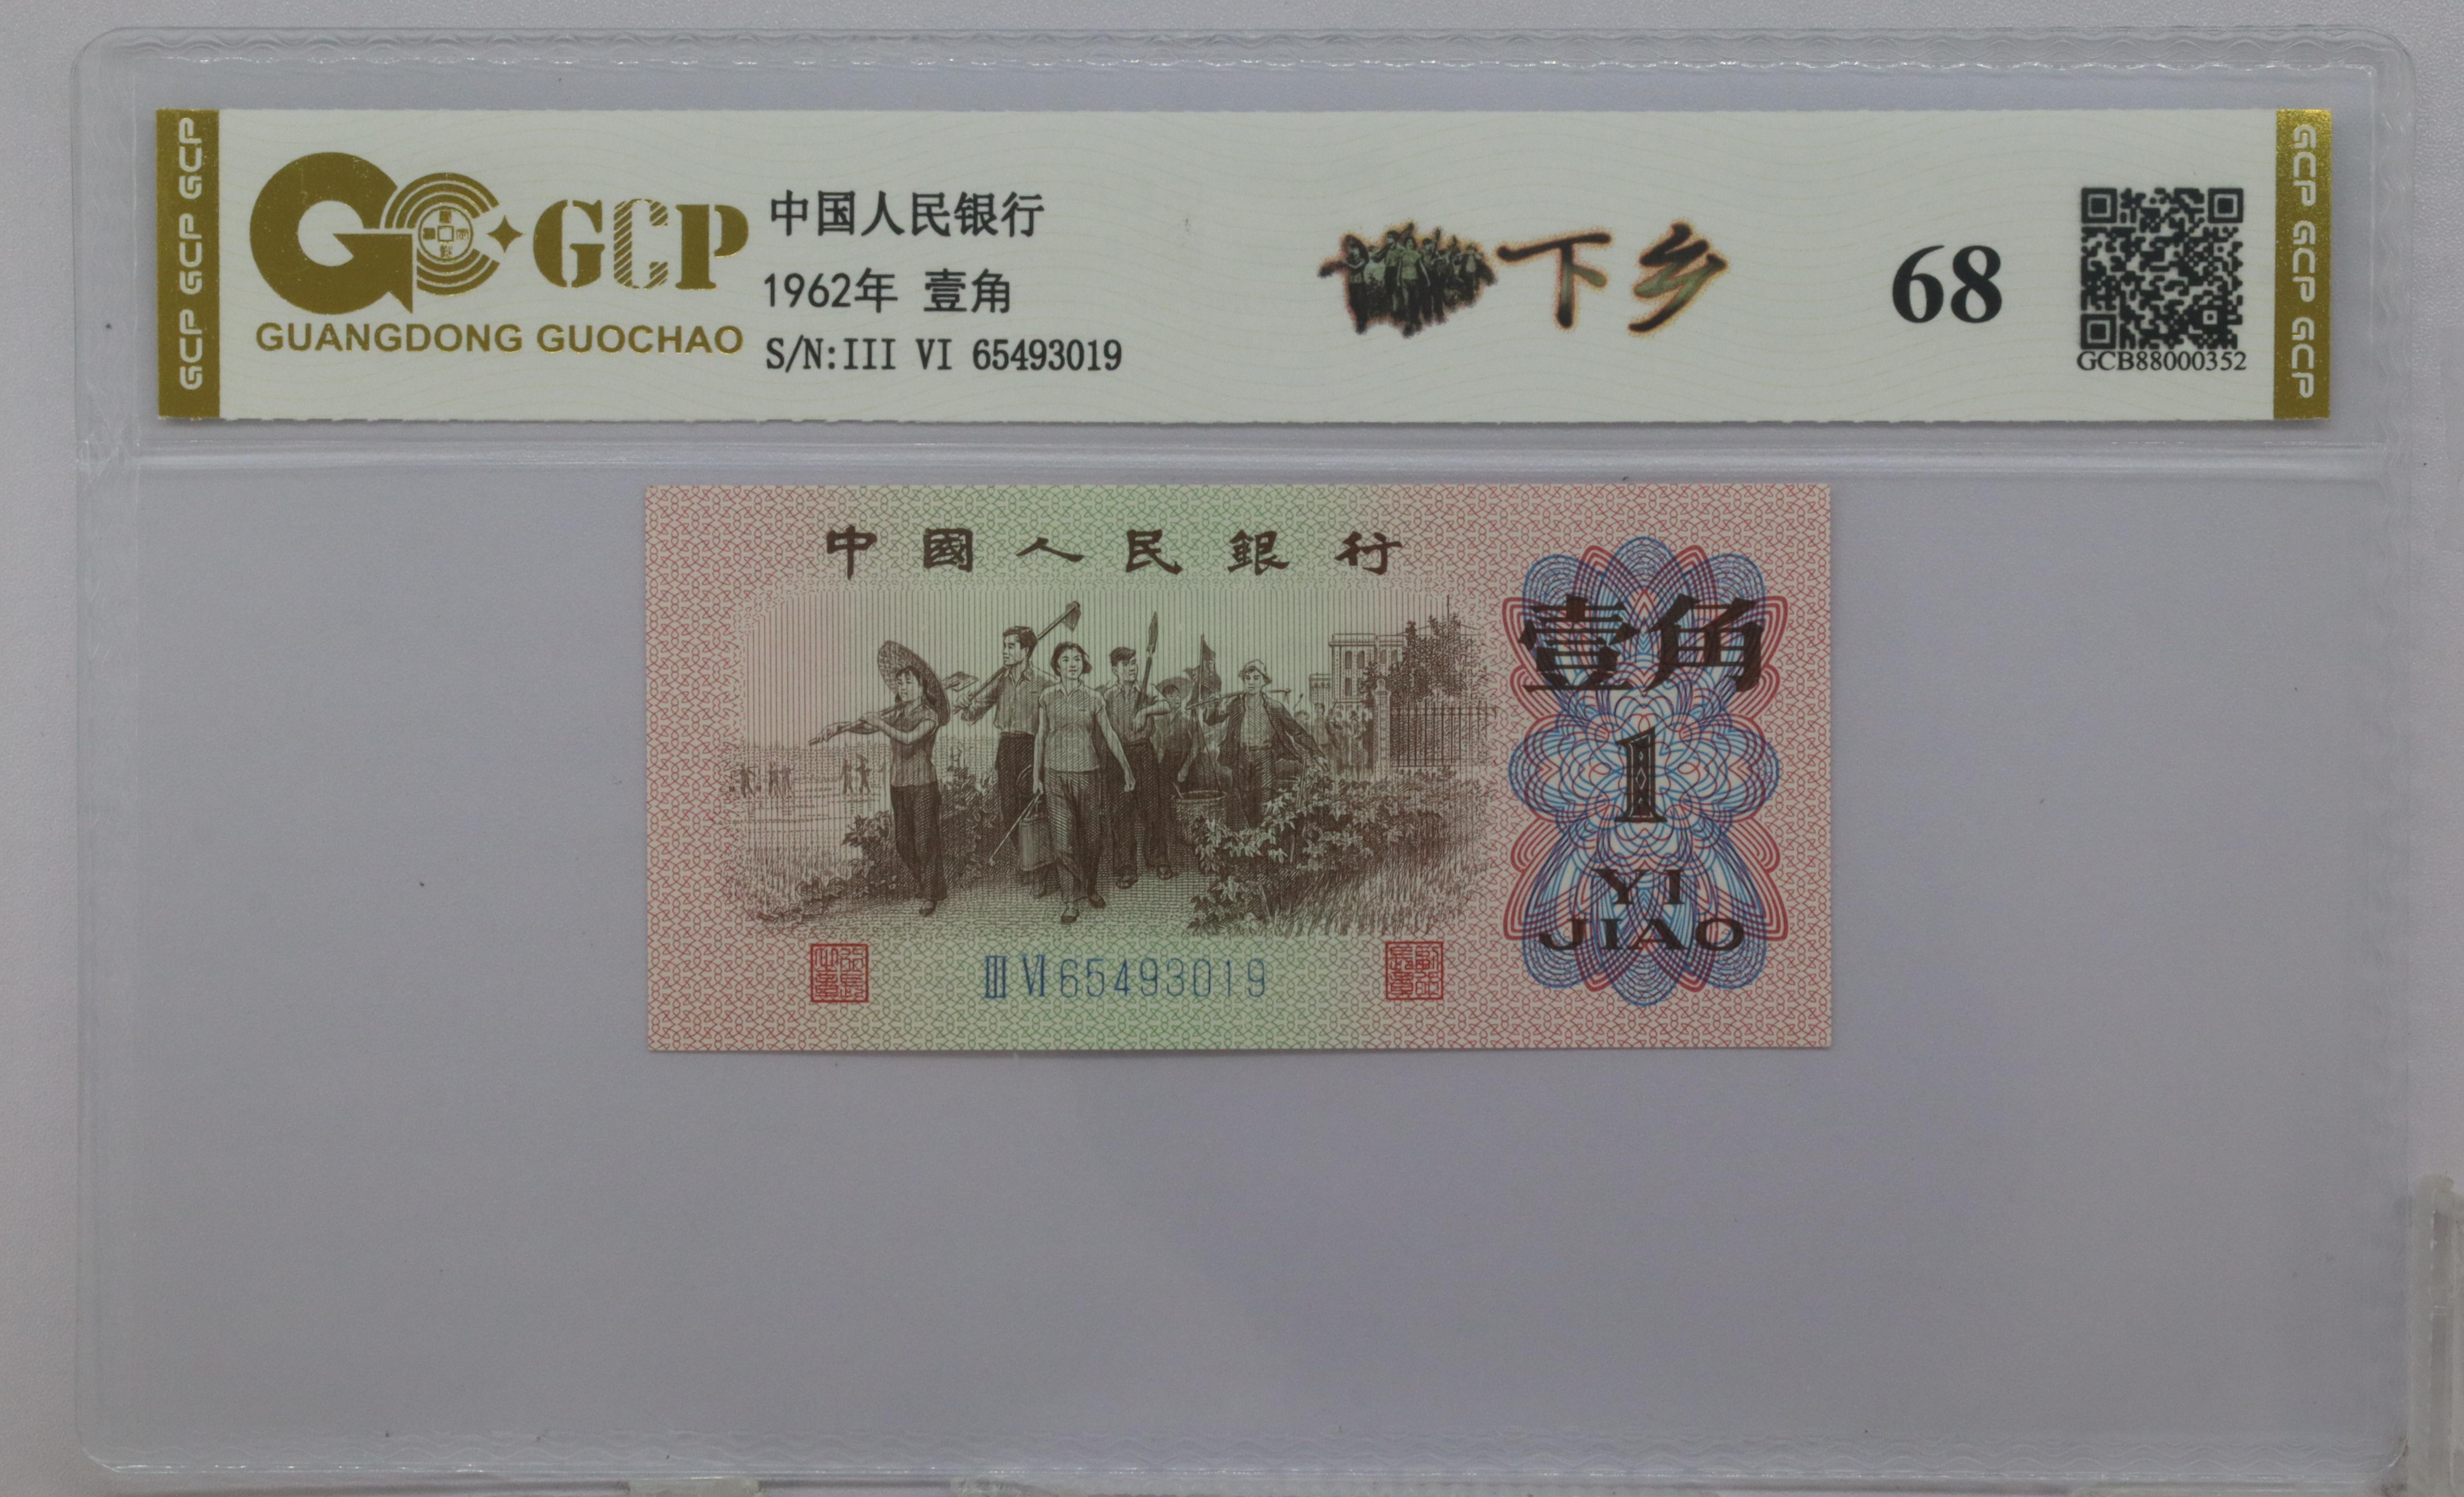 GCP GCP GCP
GCP
GUANGDONG GUOCHAO
中国人民银行
1962年 壹角
S/N:III VI 65493019
下乡
68
GCB88000352
GCP GCP GCP
中國人民銀行
壹角
1
YI
JIAO
III VI 65493019